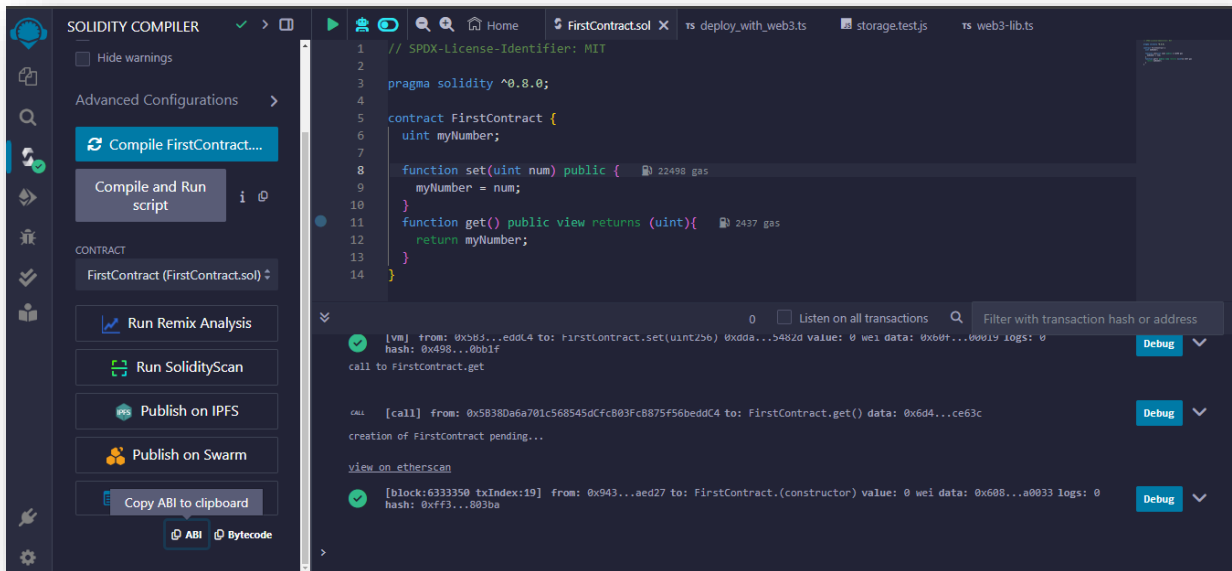 SOLIDITY COMPILER
Hide warnings
Advanced Configurations
Compile FirstContract....
Compile and Run
script
CONTRACT
FirstContract (FirstContract.sol)
Run Remix Analysis
Run SolidityScan
IPFS
Publish on IPFS
Publish on Swarm
Copy ABI to clipboard
ABI
Bytecode
Home
FirstContract.sol
TS deploy_with_web3.ts
JS storage.test.js
TS web3-lib.ts
1 // SPDX-License-Identifier: MIT
2
3 pragma solidity ^0.8.0;
4
5 contract FirstContract {
6 uint myNumber;
7
8 function set(uint num) public { 22498 gas
9 myNumber = num;
10 }
11 function get() public view returns (uint){ 2437 gas
12 return myNumber;
13 }
14 }
0
Listen on all transactions
Filter with transaction hash or address
[vm] from: 0x5B3...eddC4 to: FirstContract.set(uint256) 0xdda...5482d value: 0 wei data: 0x60f...00019 logs: 0
hash: 0x498...0bb1f
Debug
call to FirstContract.get
CALL [call] from: 0x5B38Da6a701c568545dCfcB03FcB875f56beddC4 to: FirstContract.get() data: 0x6d4...ce63c
Debug
creation of FirstContract pending...
view on etherscan
[block:6333350 txIndex:19] from: 0x943...aed27 to: FirstContract.(constructor) value: 0 wei data: 0x608...a0033 logs: 0
hash: 0xff3...803ba
Debug
>